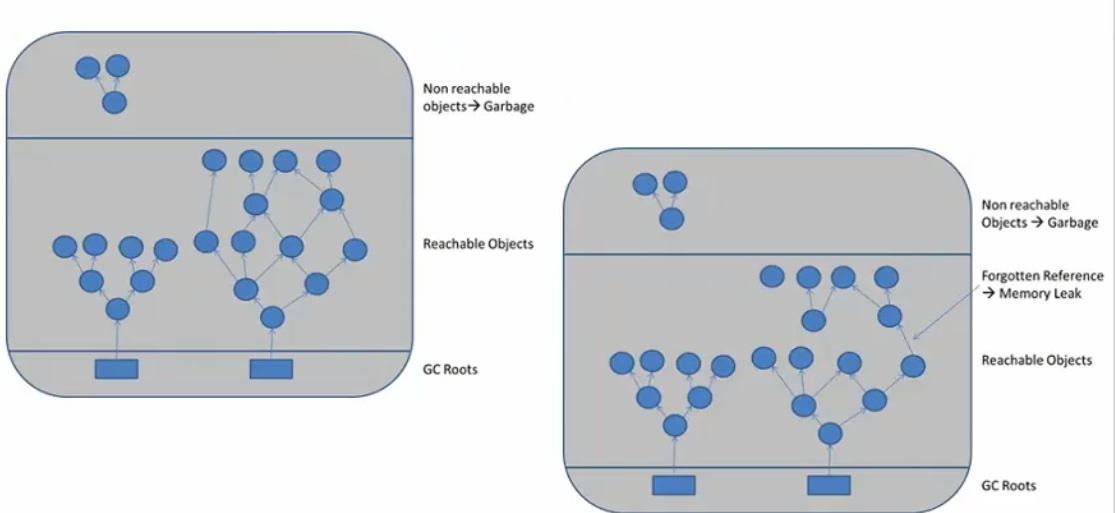 Non reachable
objects→ Garbage
Reachable Objects
GC Roots
Non reachable
Objects → Garbage
Forgotten Reference
→ Memory Leak
Reachable Objects
GC Roots